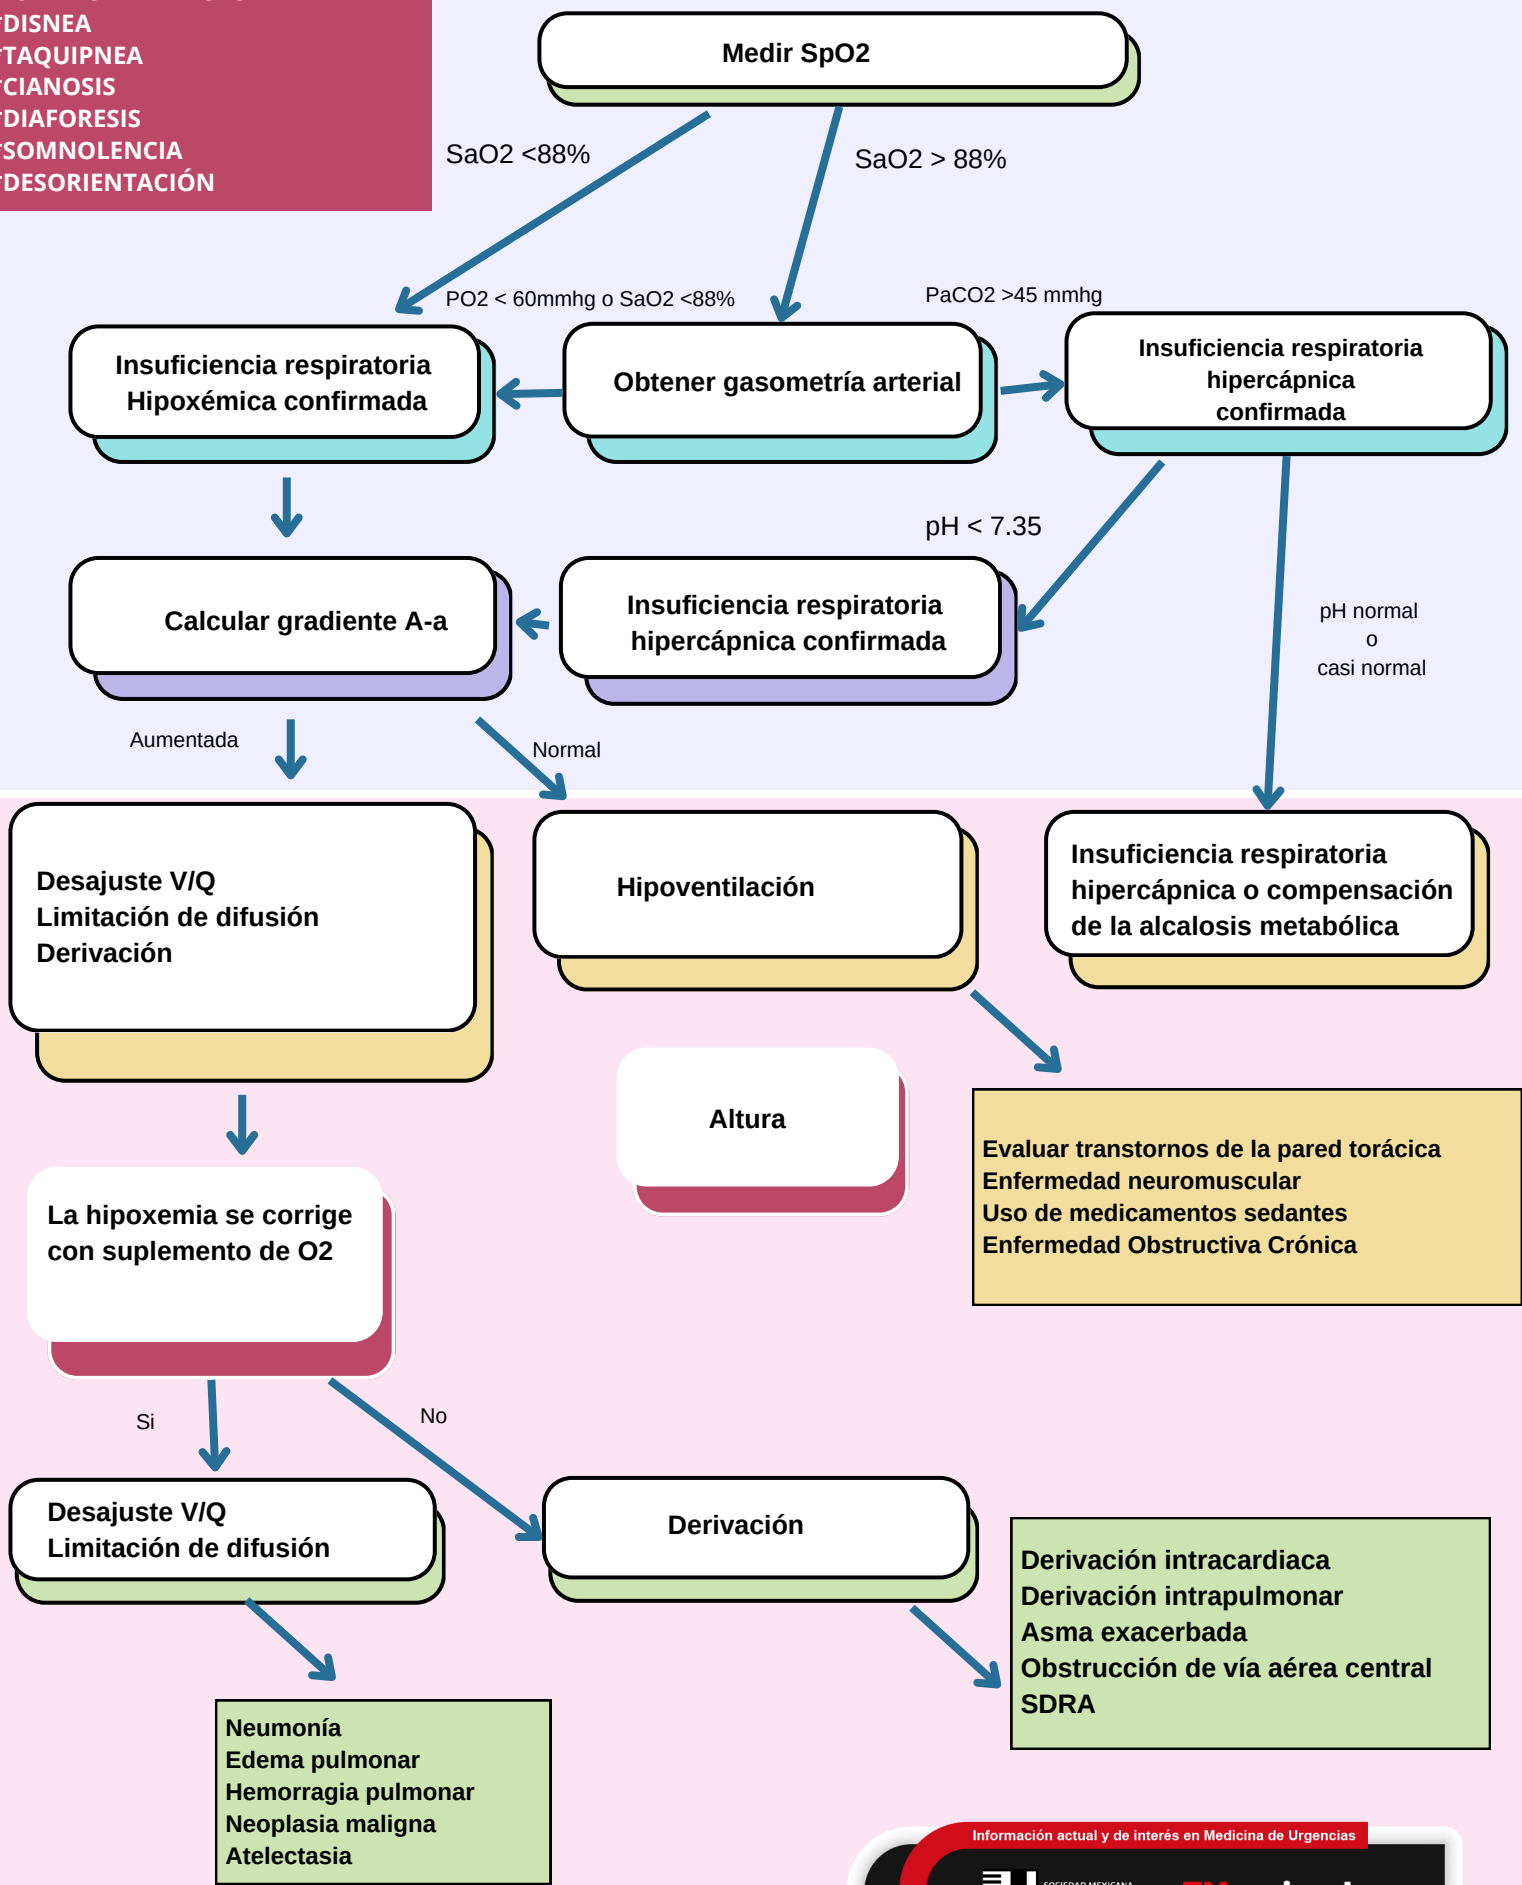 *DISNEA
*TAQUIPNEA
*CIANOSIS
*DIAFORESIS
*SOMNOLENCIA
*DESORIENTACIÓN
Medir SpO2
SaO2 <88%
SaO2 > 88%
PO2 < 60mmhg o SaO2 <88%
PaCO2 >45 mmhg
Insuficiencia respiratoria
Hipoxémica confirmada
Obtener gasometría arterial
Insuficiencia respiratoria
hipercápnica
confirmada
pH < 7.35
Calcular gradiente A-a
Insuficiencia respiratoria
hipercápnica confirmada
pH normal
o
casi normal
Aumentada
Normal
Desajuste V/Q
Limitación de difusión
Derivación
Hipoventilación
Insuficiencia respiratoria
hipercápnica o compensación
de la alcalosis metabólica
Altura
Evaluar transtornos de la pared torácica
Enfermedad neuromuscular
Uso de medicamentos sedantes
Enfermedad Obstructiva Crónica
La hipoxemia se corrige
con suplemento de O2
Si
No
Desajuste V/Q
Limitación de difusión
Derivación
Derivación intracardiaca
Derivación intrapulmonar
Asma exacerbada
Obstrucción de vía aérea central
SDRA
Neumonía
Edema pulmonar
Hemorragia pulmonar
Neoplasia maligna
Atelectasia
Información actual y de interés en Medicina de Urgencias
SOCIEDAD MEXICANA